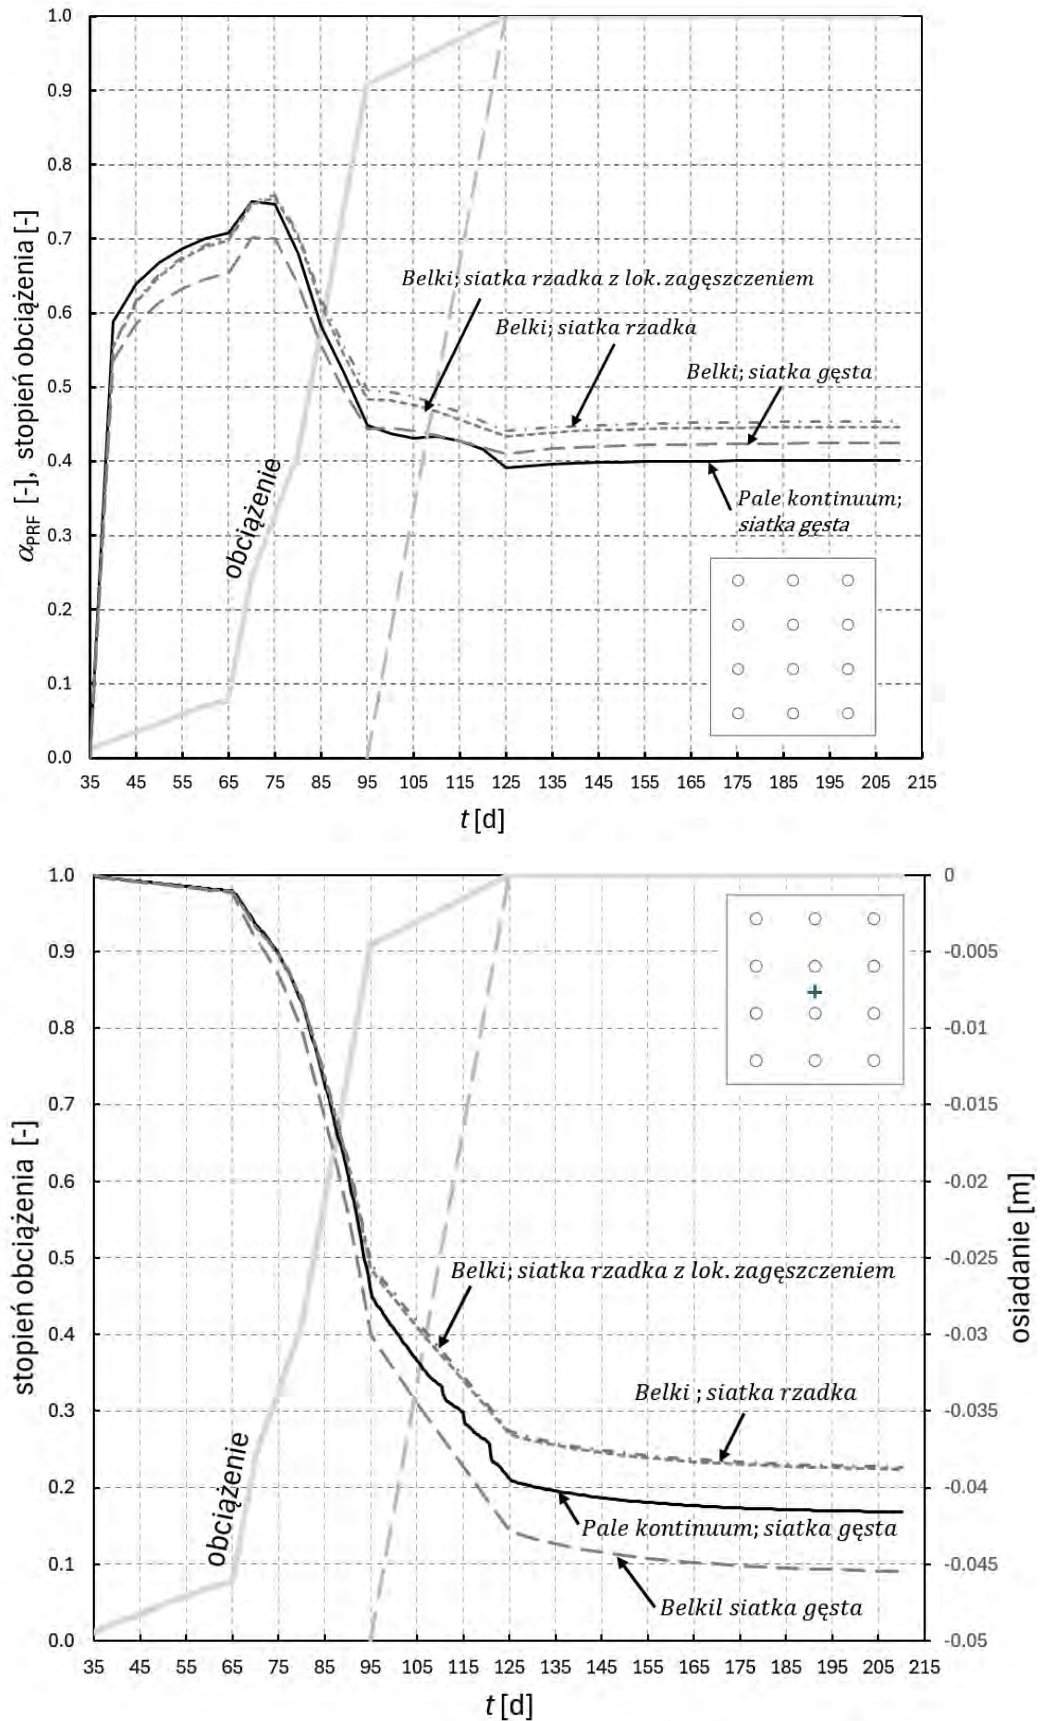 1.0
0.9
0.8
0.7
0.6
0.5
0.4
0.3
0.2
0.1
0.0
α_PRF [-], stopień obciążenia [-]
Belki; siatka rzadka z lok. zagęszczeniem
Belki; siatka rzadka
Belki; siatka gęsta
obciążenie
Pale kontinuum;
siatka gęsta
35 45 55 65 75 85 95 105 115 125 135 145 155 165 175 185 195 205 215
t [d]
1.0
0.9
0.8
0.7
0.6
0.5
0.4
0.3
0.2
0.1
0.0
stopień obciążenia [-]
0
-0.005
-0.01
-0.015
-0.02
-0.025
-0.03
-0.035
-0.04
-0.045
-0.05
osiadanie [m]
Belki; siatka rzadka z lok. zagęszczeniem
Belki ; siatka rzadka
obciążenie
Pale kontinuum; siatka gęsta
Belkil siatka gęsta
35 45 55 65 75 85 95 105 115 125 135 145 155 165 175 185 195 205 215
t [d]